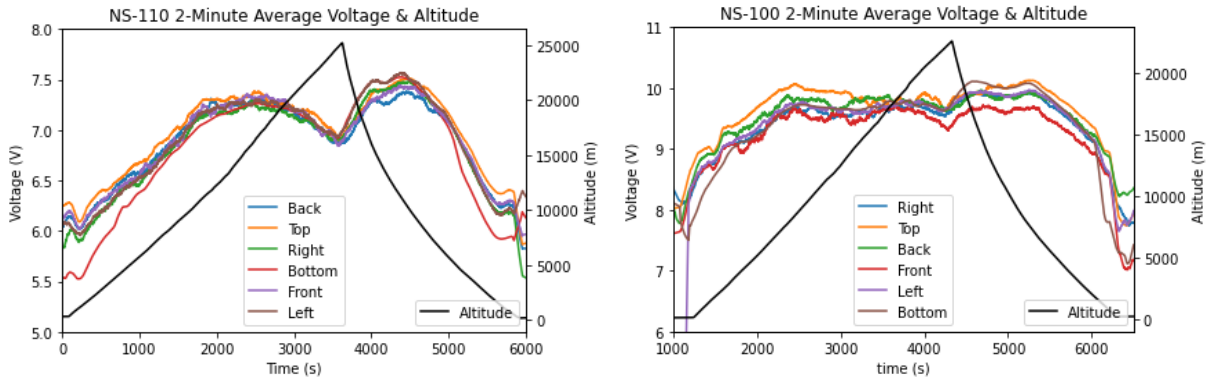 NS-110 2-Minute Average Voltage & Altitude
8.0
7.5
7.0
6.5
6.0
5.5
5.0
Voltage (V)
0 1000 2000 3000 4000 5000 6000
Time (s)
25000
20000
15000
10000
5000
0
Altitude (m)
Back
Top
Right
Bottom
Front
Left
Altitude
NS-100 2-Minute Average Voltage & Altitude
11
10
9
8
7
6
Voltage (V)
1000 2000 3000 4000 5000 6000
time (s)
20000
15000
10000
5000
0
Altitude (m)
Right
Top
Back
Front
Left
Bottom
Altitude